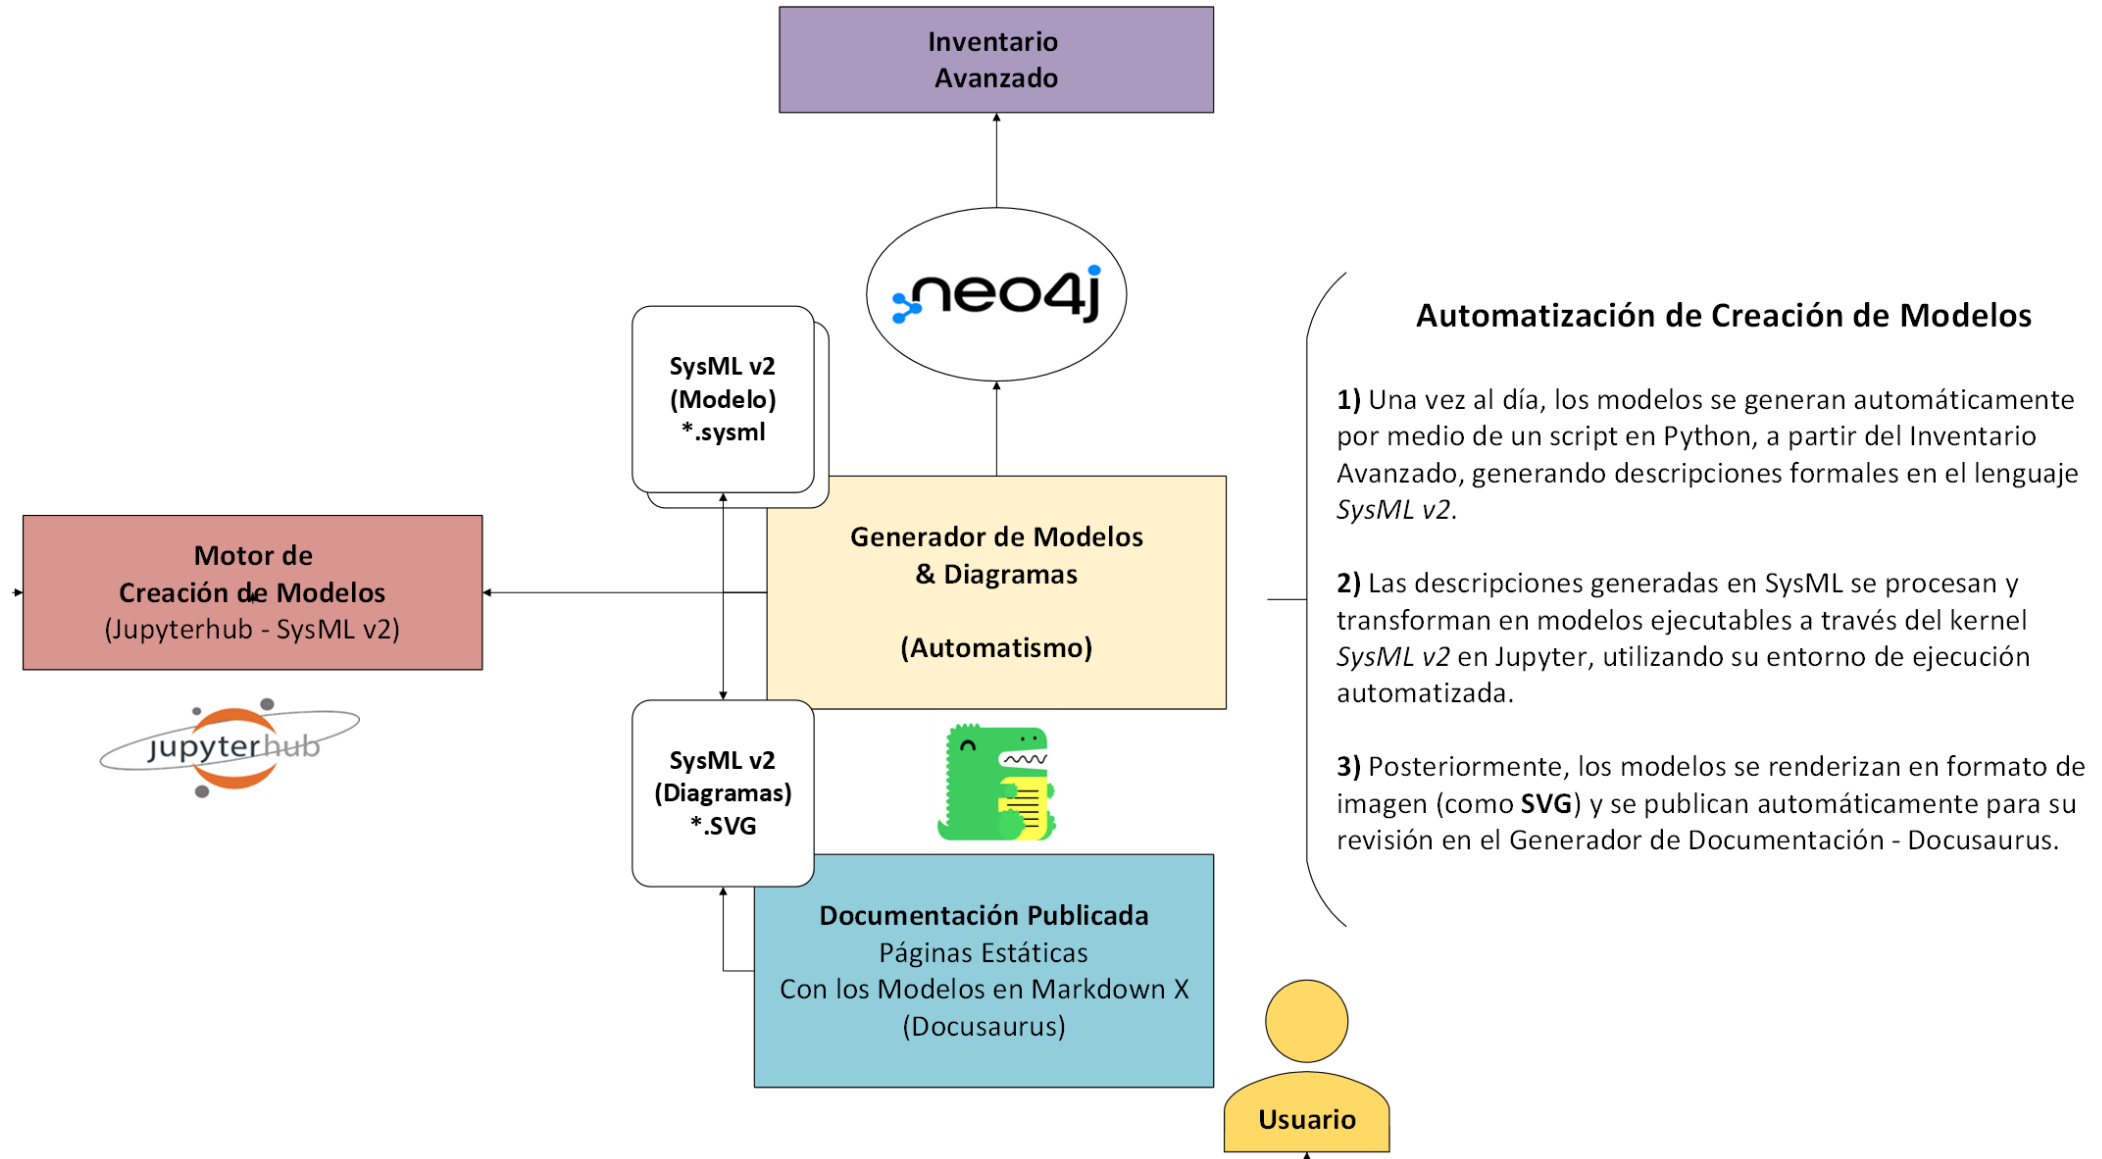 Inventario
Avanzado
neo4j
SysML v2
(Modelo)
*.sysml
Generador de Modelos
& Diagramas
(Automatismo)
Motor de
Creación de Modelos
(Jupyterhub - SysML v2)
jupyterhub
SysML v2
(Diagramas)
*.SVG
Documentación Publicada
Páginas Estáticas
Con los Modelos en Markdown X
(Docusaurus)
Usuario
Automatización de Creación de Modelos
1) Una vez al día, los modelos se generan automáticamente
por medio de un script en Python, a partir del Inventario
Avanzado, generando descripciones formales en el lenguaje
SysML v2.
2) Las descripciones generadas en SysML se procesan y
transforman en modelos ejecutables a través del kernel
SysML v2 en Jupyter, utilizando su entorno de ejecución
automatizada.
3) Posteriormente, los modelos se renderizan en formato de
imagen (como SVG) y se publican automáticamente para su
revisión en el Generador de Documentación - Docusaurus.